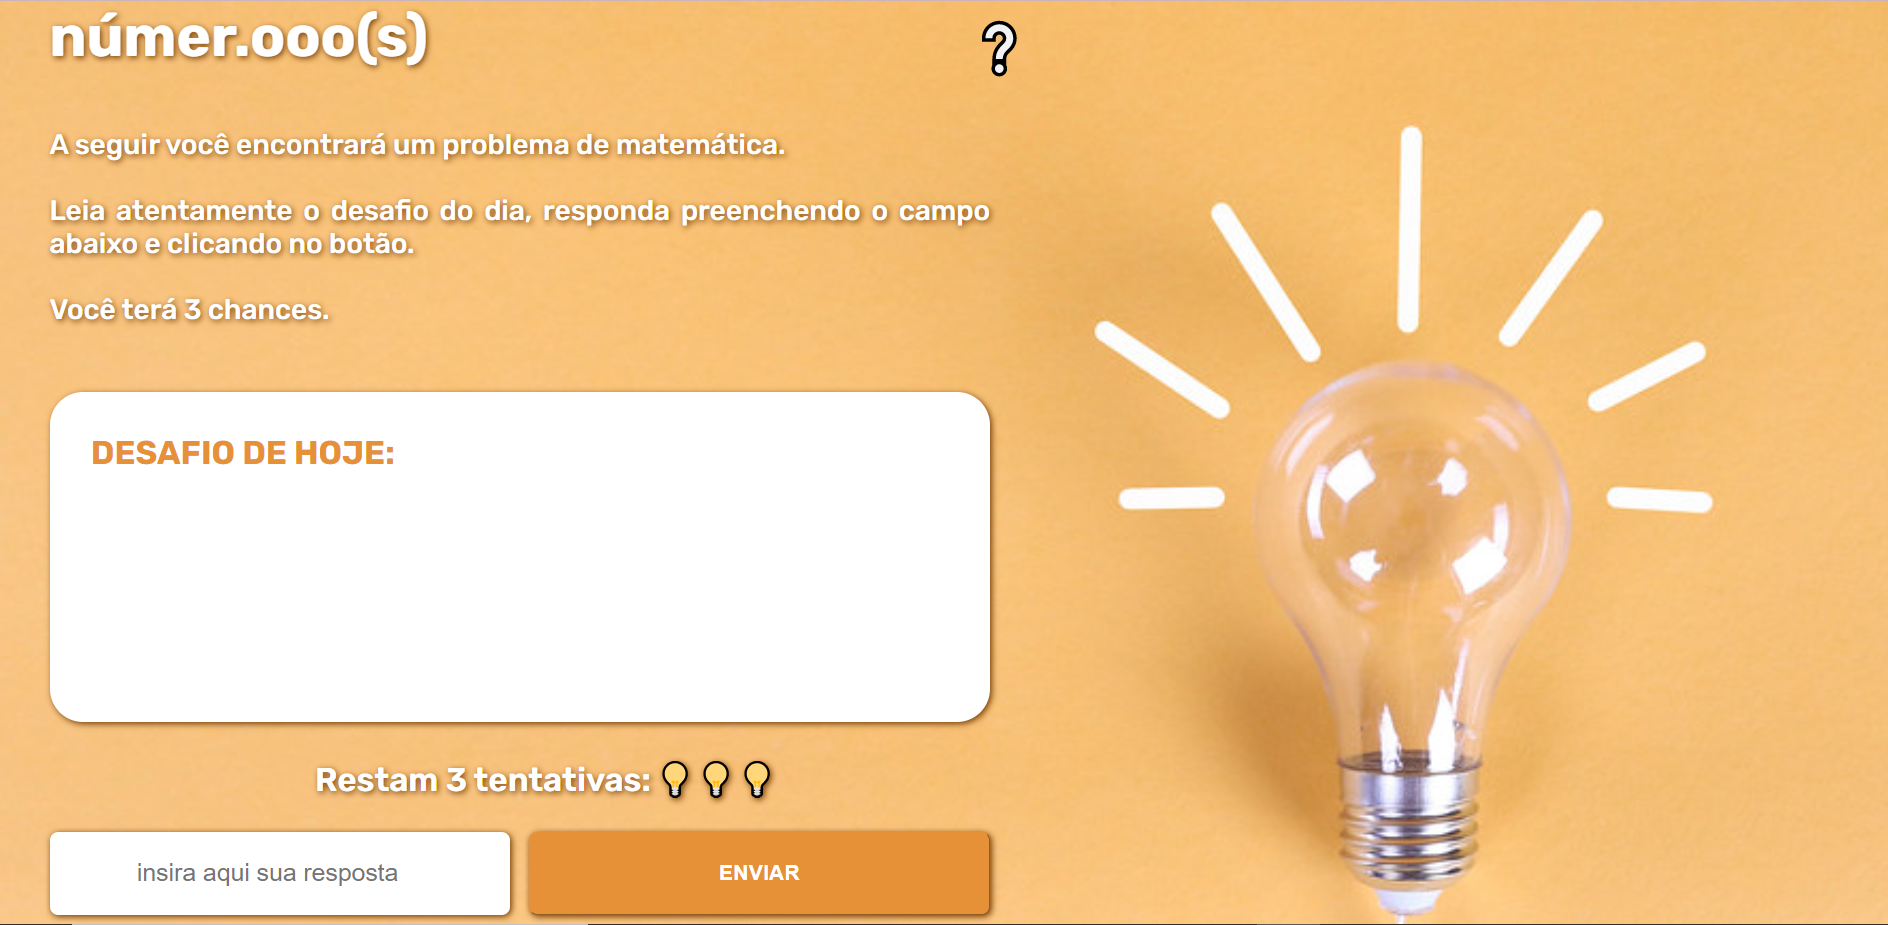 númer.ooo(s)
A seguir você encontrará um problema de matemática.
Leia atentamente o desafio do dia, responda preenchendo o campo
abaixo e clicando no botão.
Você terá 3 chances.
DESAFIO DE HOJE:
Restam 3 tentativas:
insira aqui sua resposta
ENVIAR